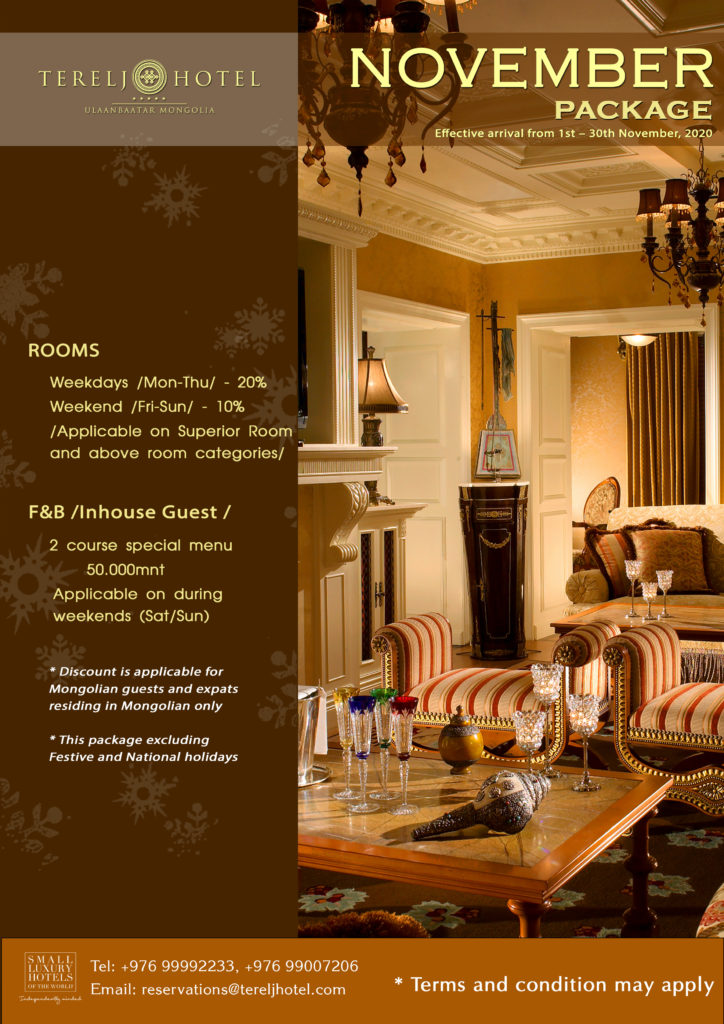 TERELJ HOTEL
ULAANBAATAR MONGOLIA
NOVEMBER
PACKAGE
Effective arrival from 1st – 30th November, 2020
ROOMS
Weekdays /Mon-Thu/ - 20%
Weekend /Fri-Sun/ - 10%
/Applicable on Superior Room
and above room categories/
F&B /Inhouse Guest /
2 course special menu
50.000mnt
Applicable on during
weekends (Sat/Sun)
* Discount is applicable for
Mongolian guests and expats
residing in Mongolian only
* This package excluding
Festive and National holidays
SMALL
LUXURY
HOTELS
OF THE WORLD
Independently minded
Tel: +976 99992233, +976 99007206
Email: reservations@tereljhotel.com
* Terms and condition may apply